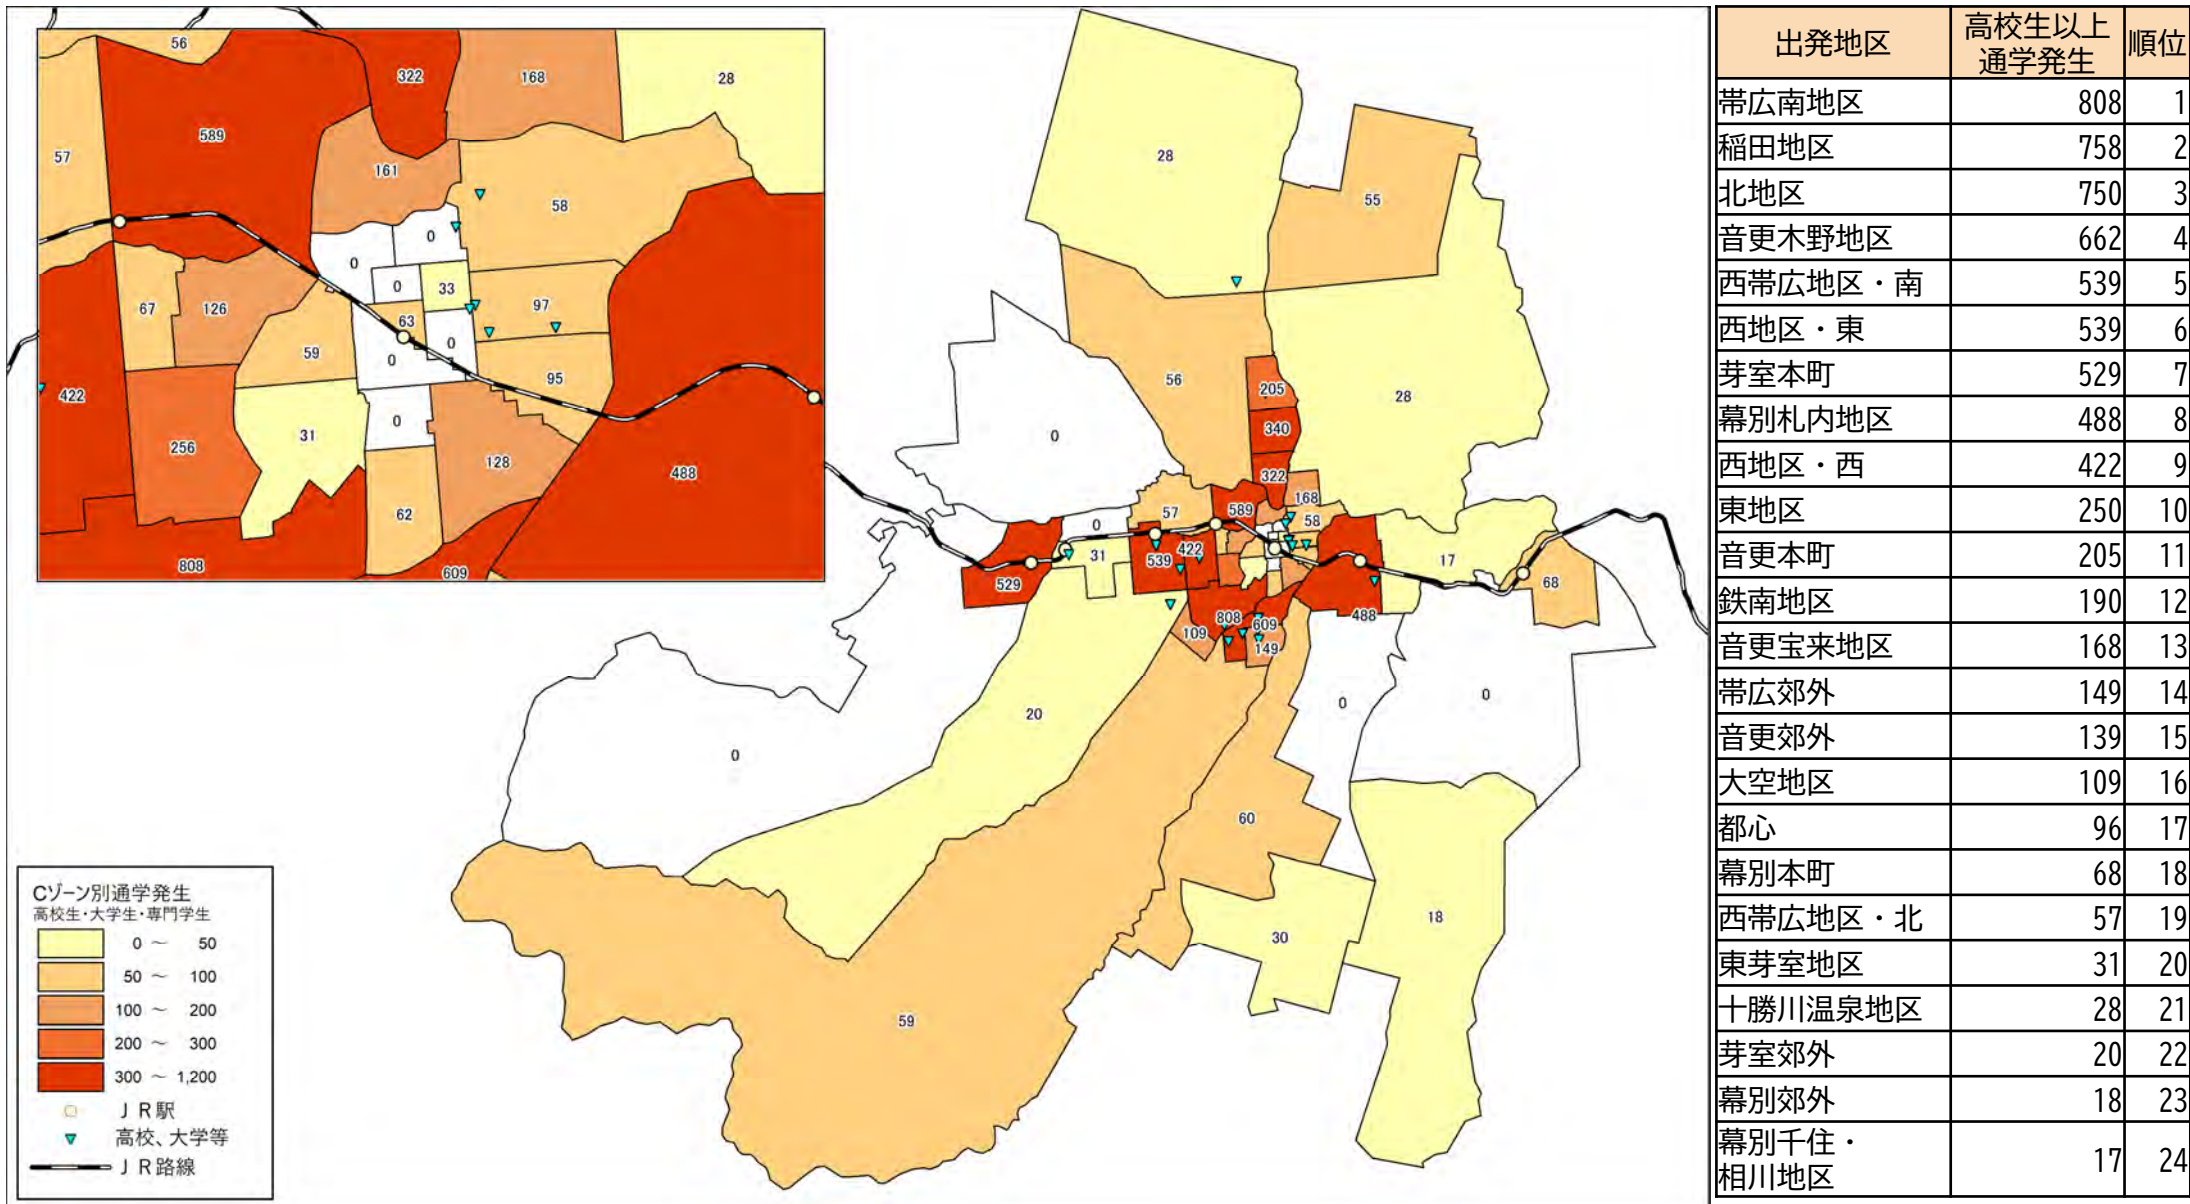 56
322
168
28
589
57
161
58
0
0
0
33
67
126
97
63
59
0
0
95
422
31
0
256
128
488
62
808
609
28
55
56
205
28
340
0
322
168
57
589
58
0
31
422
539
17
529
68
488
808
609
109
149
0
0
20
0
60
18
30
59
Cゾーン別通学発生
高校生・大学生・専門学生
0 ～ 50
50 ～ 100
100 ～ 200
200 ～ 300
300 ～ 1,200
ＪＲ駅
高校、大学等
ＪＲ路線
出発地区 高校生以上通学発生 順位
帯広南地区 808 1
稲田地区 758 2
北地区 750 3
音更木野地区 662 4
西帯広地区・南 539 5
西地区・東 539 6
芽室本町 529 7
幕別札内地区 488 8
西地区・西 422 9
東地区 250 10
音更本町 205 11
鉄南地区 190 12
音更宝来地区 168 13
帯広郊外 149 14
音更郊外 139 15
大空地区 109 16
都心 96 17
幕別本町 68 18
西帯広地区・北 57 19
東芽室地区 31 20
十勝川温泉地区 28 21
芽室郊外 20 22
幕別郊外 18 23
幕別千住・
相川地区 17 24